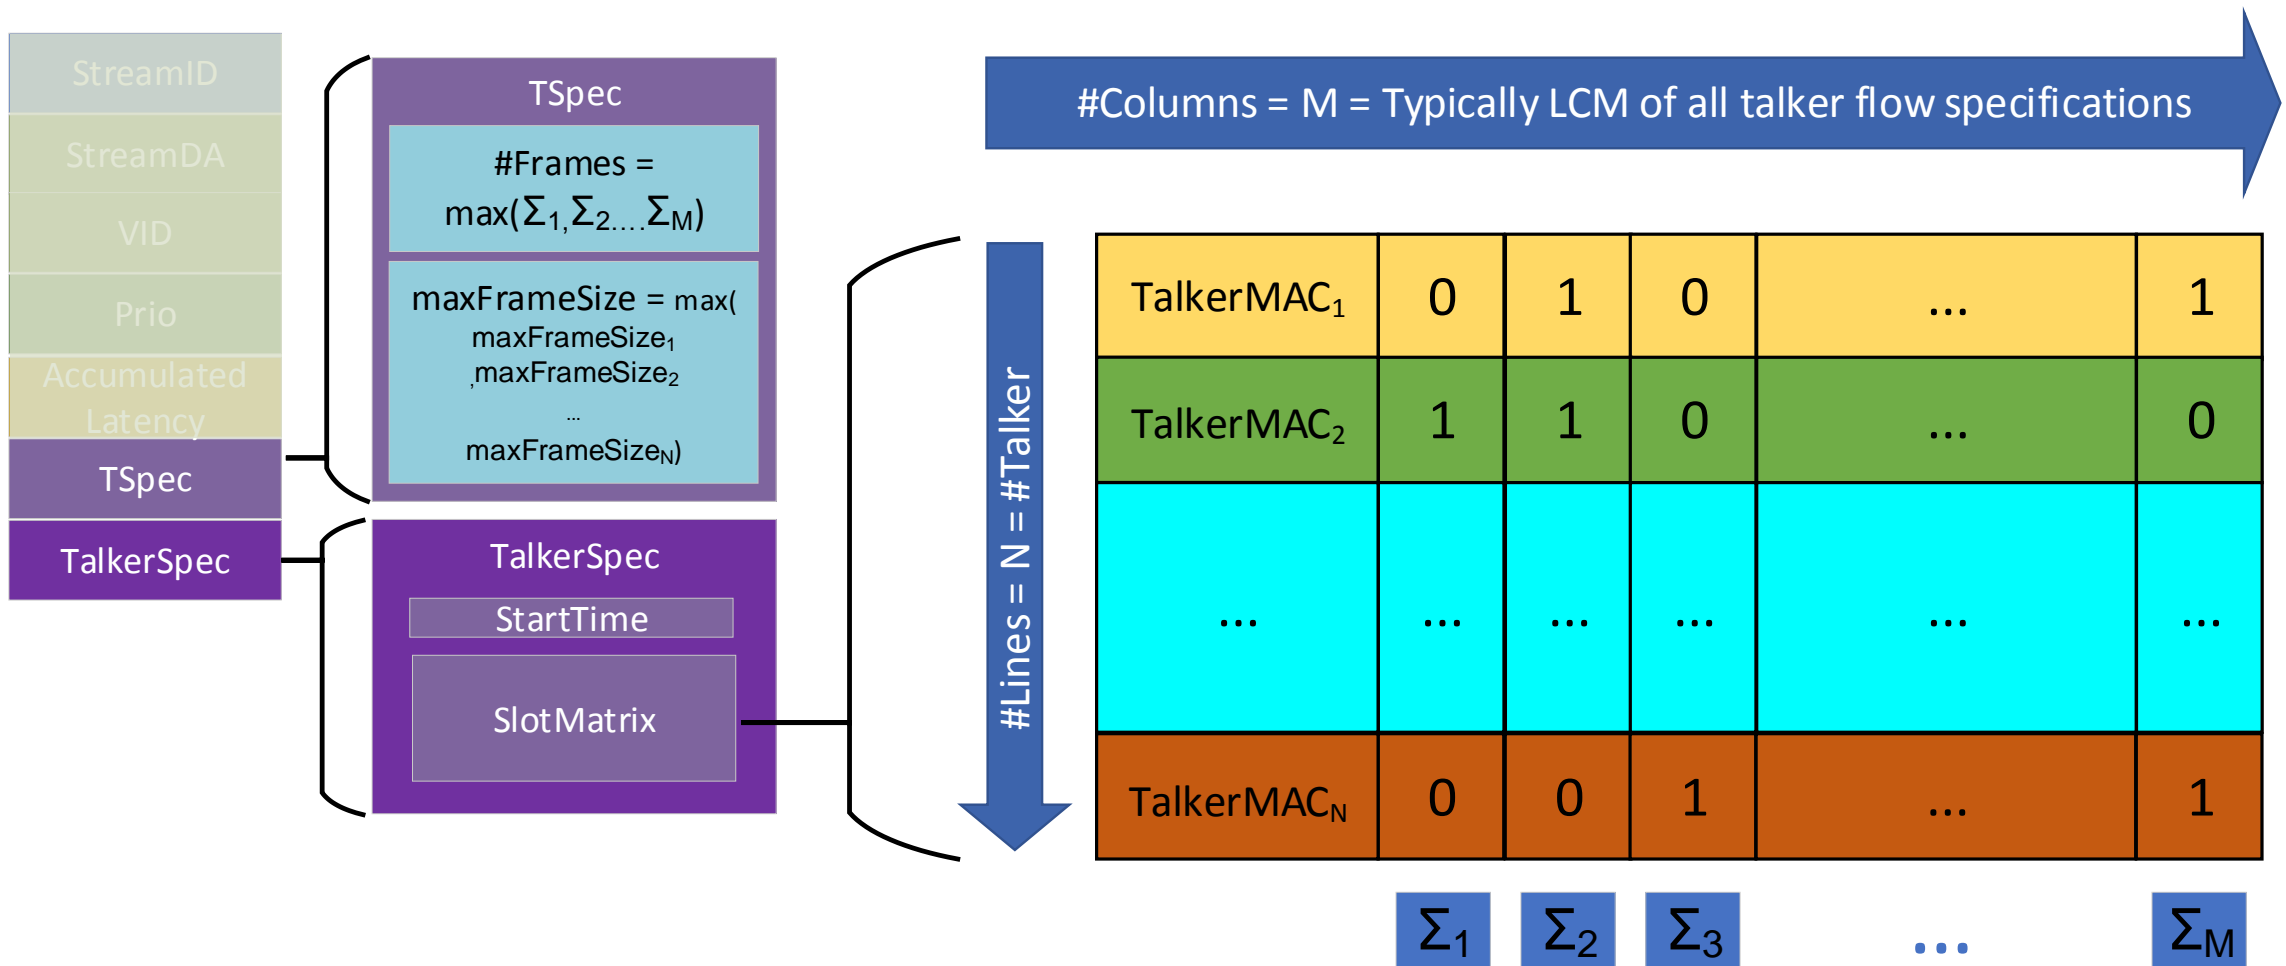 StreamID
StreamDA
VID
Prio
Accumulated
Latency
TSpec
TalkerSpec
TSpec
#Frames =
max(Σ1,Σ2....ΣM)
maxFrameSize = max(
maxFrameSize1
,maxFrameSize2
...
maxFrameSizeN)
TalkerSpec
StartTime
SlotMatrix
#Columns = M = Typically LCM of all talker flow specifications
#Lines = N = #Talker
TalkerMAC1 0 1 0 ... 1
TalkerMAC2 1 1 0 ... 0
... ... ... ... ... ...
TalkerMACN 0 0 1 ... 1
Σ1 Σ2 Σ3 ... ΣM